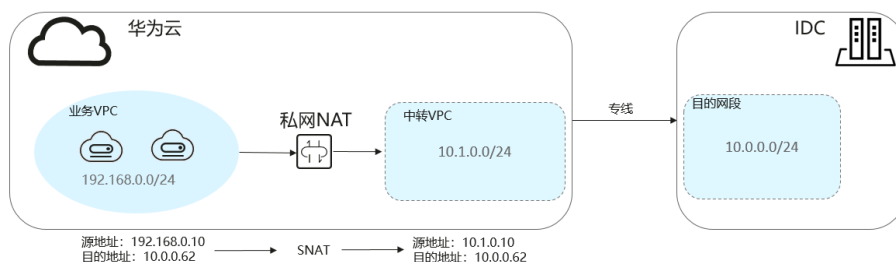 华为云
IDC
业务VPC
192.168.0.0/24
私网NAT
中转VPC
10.1.0.0/24
专线
目的网段
10.0.0.0/24
源地址：192.168.0.10
目的地址：10.0.0.62
SNAT
源地址：10.1.0.10
目的地址：10.0.0.62